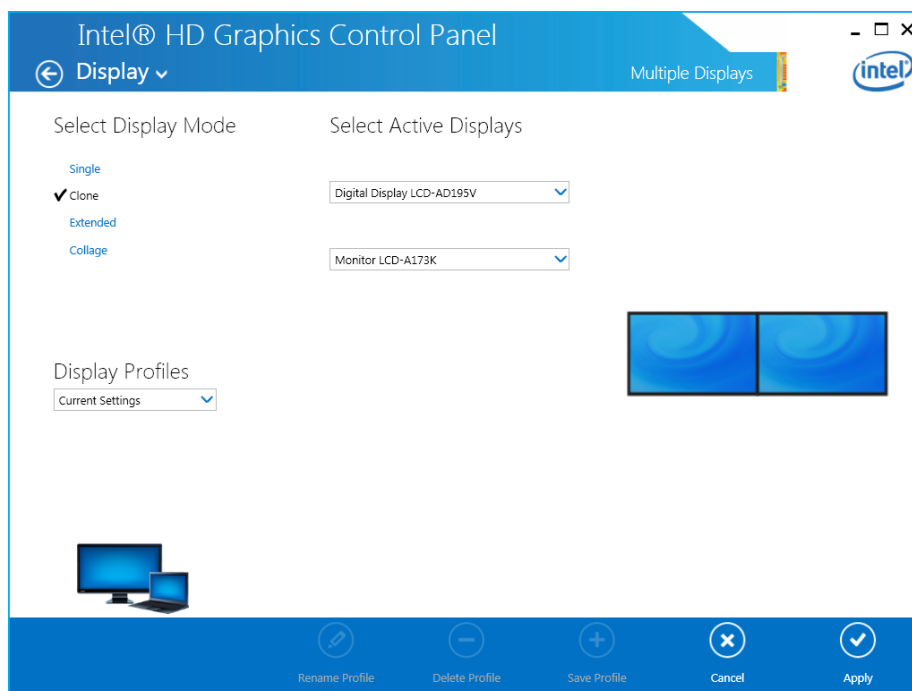 Intel® HD Graphics Control Panel
Display
Multiple Displays
intel
Select Display Mode
Single
Clone
Extended
Collage
Select Active Displays
Digital Display LCD-AD195V
Monitor LCD-A173K
Display Profiles
Current Settings
Rename Profile
Delete Profile
Save Profile
Cancel
Apply